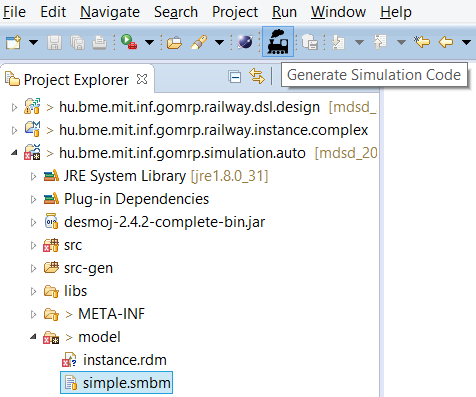 File Edit Navigate Search Project Run Window Help
Project Explorer
Generate Simulation Code
> hu.bme.mit.inf.gomrp.railway.dsl.design [mdsd_
> hu.bme.mit.inf.gomrp.railway.instance.complex
> hu.bme.mit.inf.gomrp.simulation.auto [mdsd_20
JRE System Library [jre1.8.0_31]
Plug-in Dependencies
desmoj-2.4.2-complete-bin.jar
src
src-gen
libs
> META-INF
> model
instance.rdm
simple.smbm